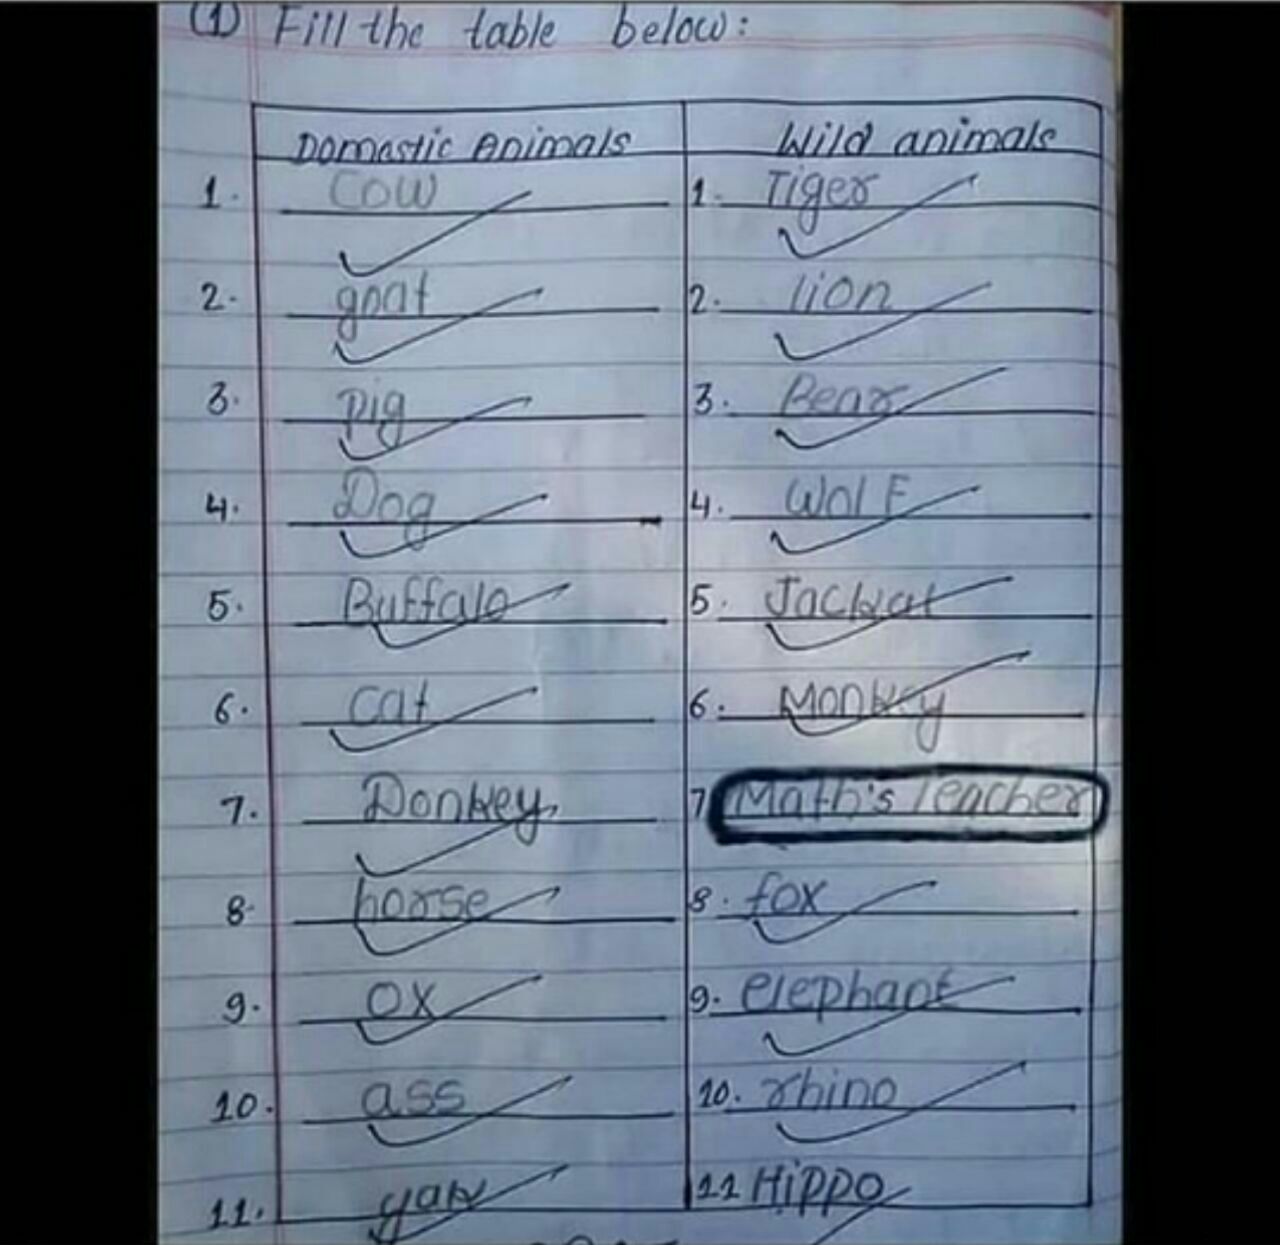 (1) Fill the table below:
Domestic Animals Wild animals
1. Cow 1. Tiger
2. goat 2. lion
3. pig 3. Bear
4. Dog 4. Wolf
5. Buffalo 5. Jackal
6. cat 6. Monkey
7. Donkey 7 Math's Teacher
8. horse 8. fox
9. ox 9. elephant
10. ass 10. rhino
11. yak 11 Hippo